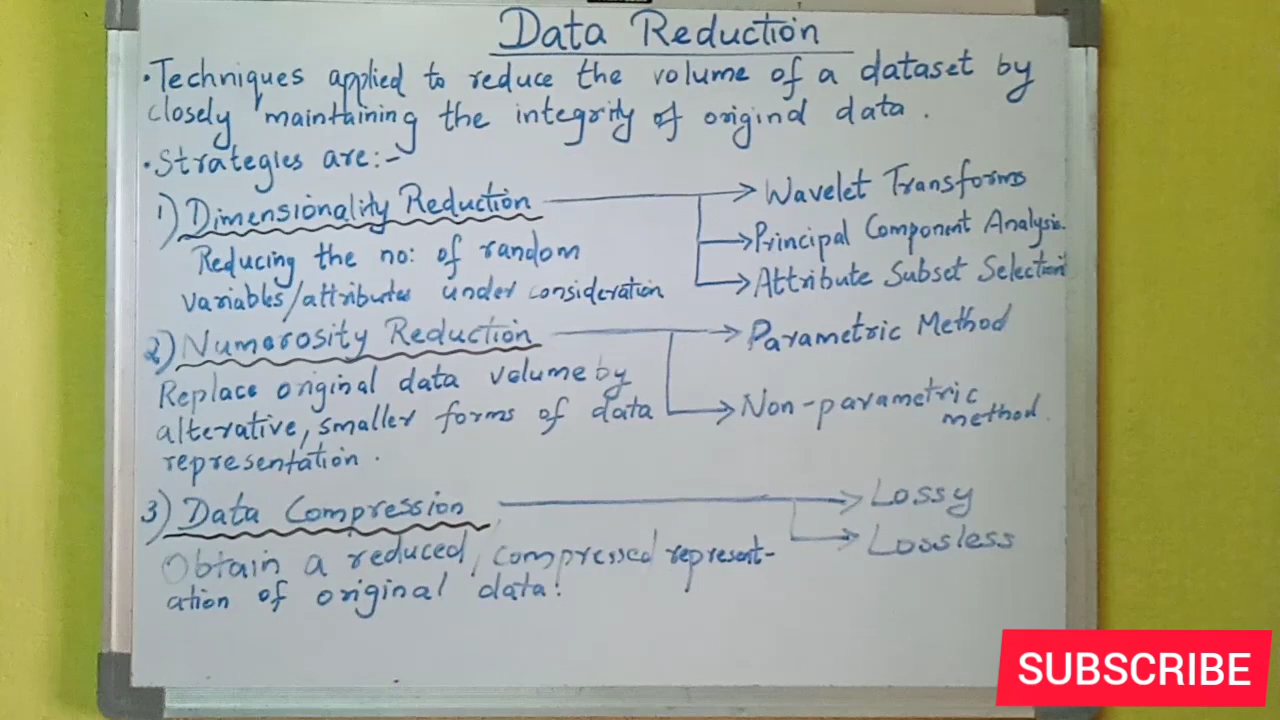 Data Reduction
• Techniques applied to reduce the volume of a dataset by
closely maintaining the integrity of original data .
• Strategies are:-
1) Dimensionality Reduction
Wavelet Transforms
Principal Component Analysis.
Attribute Subset Selection
Reducing the no: of random
variables/attributes under consideration
2) Numerosity Reduction
Parametric Method
Non-parametric
method.
Replace original data volume by
alterative, smaller forms of data
representation .
3) Data Compression
Lossy
Lossless
Obtain a reduced/compressed represent-
ation of original data.
SUBSCRIBE